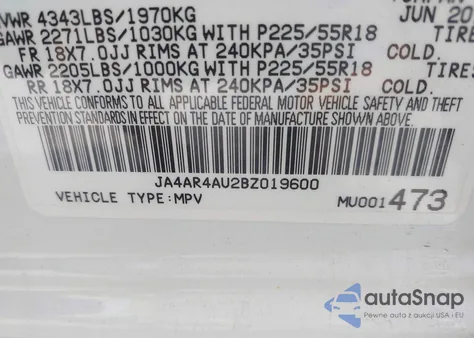 VWR 4343LBS/1970KG JUN 20
GAWR 2271LBS/1030KG WITH P225/55R18 TIRE
FR 18X7.0JJ RIMS AT 240KPA/35PSI COLD.
GAWR 2205LBS/1000KG WITH P225/55R18 TIRE
RR 18X7.0JJ RIMS AT 240KPA/35PSI COLD.
THIS VEHICLE CONFORMS TO ALL APPLICABLE FEDERAL MOTOR VEHICLE SAFETY AND THEFT
PREVENTION STANDARDS IN EFFECT ON THE DATE OF MANUFACTURE SHOWN ABOVE.
JA4AR4AU2BZ019600
VEHICLE TYPE:MPV MU001473
autoSnap
Pewne auto z aukcji w USA i EU